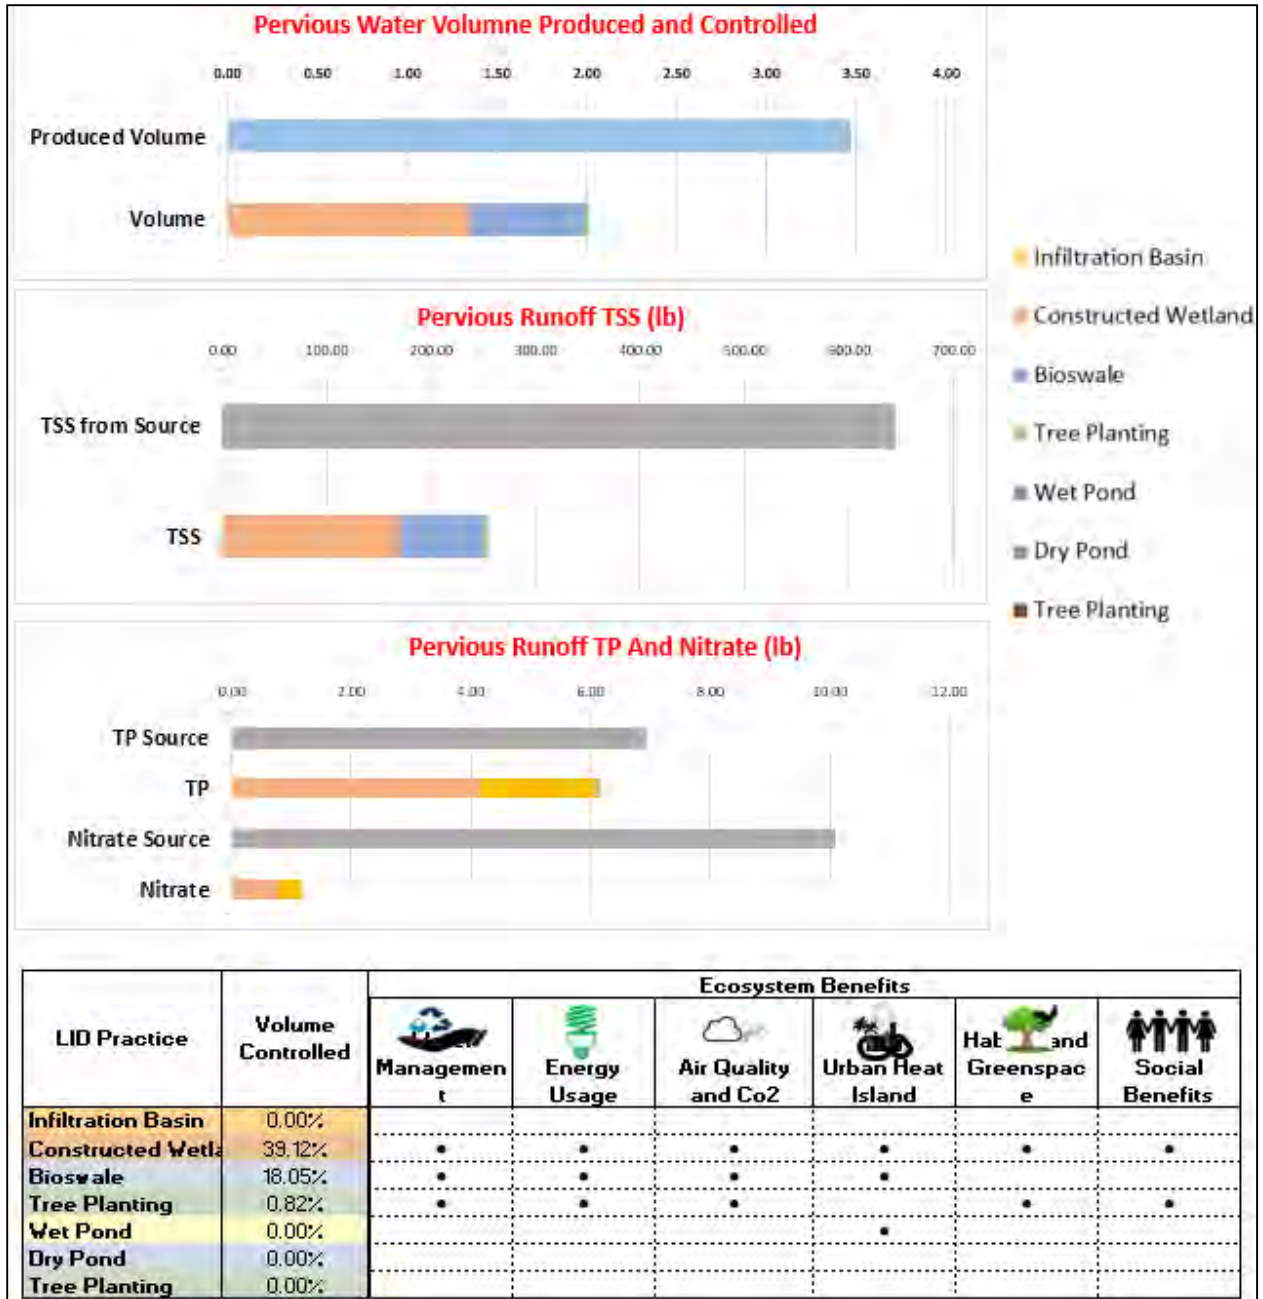 Pervious Water Volumne Produced and Controlled
0.00 0.50 1.00 1.50 2.00 2.50 3.00 3.50 4.00
Produced Volume
Volume
Infiltration Basin
Constructed Wetland
Bioswale
Tree Planting
Wet Pond
Dry Pond
Tree Planting
Pervious Runoff TSS (lb)
0.00 100.00 200.00 300.00 400.00 500.00 600.00 700.00
TSS from Source
TSS
Pervious Runoff TP And Nitrate (lb)
0.00 2.00 4.00 6.00 8.00 10.00 12.00
TP Source
TP
Nitrate Source
Nitrate
LID Practice
Volume
Controlled
Ecosystem Benefits
Managemen
t
Energy
Usage
Air Quality
and Co2
Urban Heat
Island
Hab and
Greenspac
e
Social
Benefits
Infiltration Basin 0.00%
Constructed Wetla 39.12% • • • • • •
Bioswale 18.05% • • • •
Tree Planting 0.82% • • • • •
Wet Pond 0.00% •
Dry Pond 0.00%
Tree Planting 0.00%